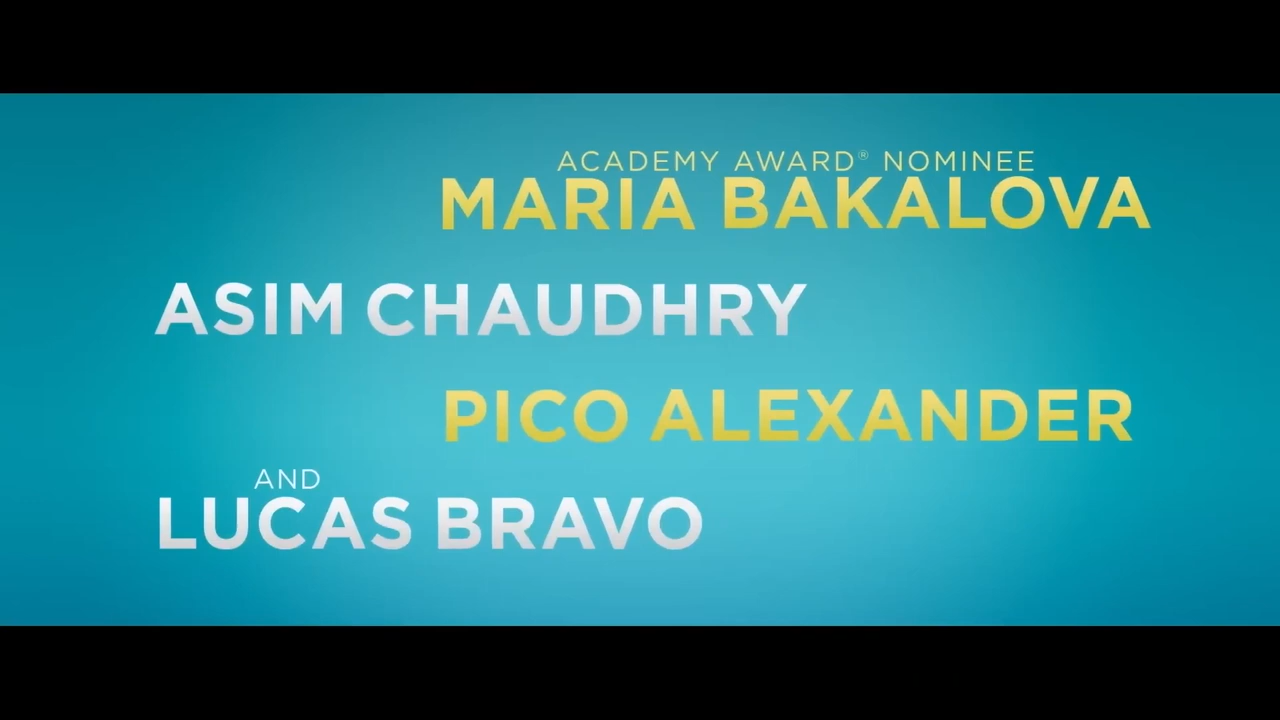 ACADEMY AWARD® NOMINEE
MARIA BAKALOVA
ASIM CHAUDHRY
PICO ALEXANDER
AND
LUCAS BRAVO